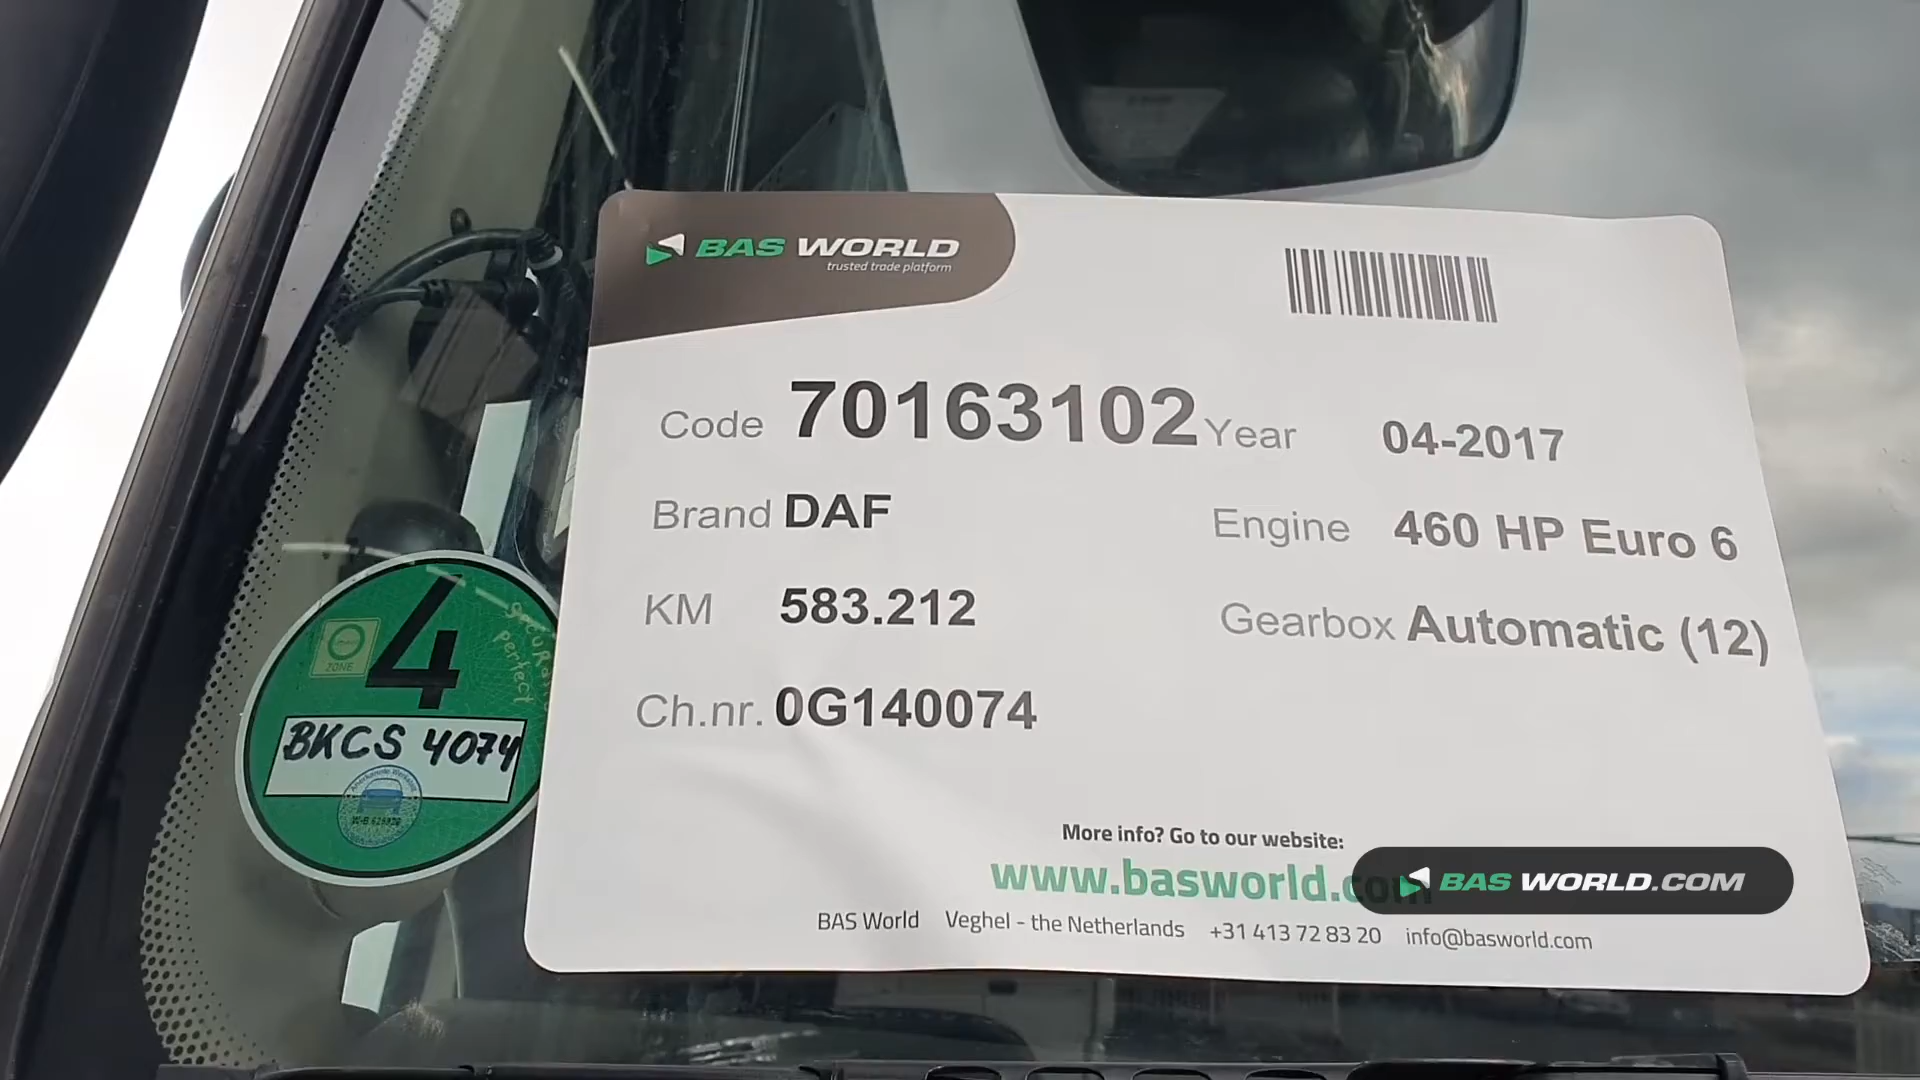 BAS WORLD
trusted trade platform
Code 70163102 Year 04-2017
Brand DAF Engine 460 HP Euro 6
KM 583.212 Gearbox Automatic (12)
Ch.nr. 0G140074
4
ZONE
perfect
BKCS 4074
More info? Go to our website:
www.basworld.com
BAS WORLD.COM
BAS World Veghel - the Netherlands +31 413 72 83 20 info@basworld.com